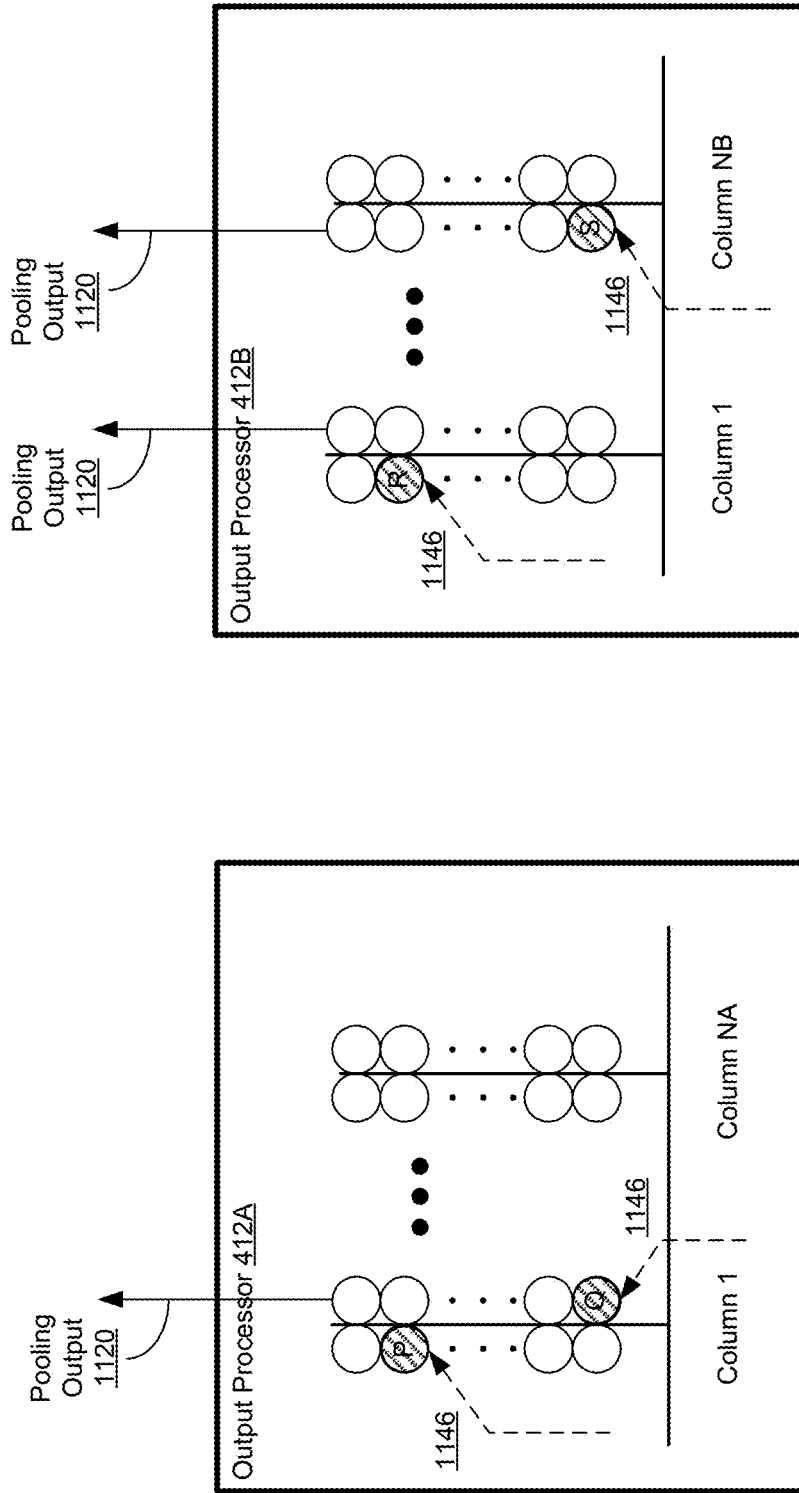 Pooling
Output
1120
Output Processor 412A
P
Q
1146
1146
Column 1
Column NA
Pooling
Output
1120
Pooling
Output
1120
Output Processor 412B
R
S
1146
1146
Column 1
Column NB